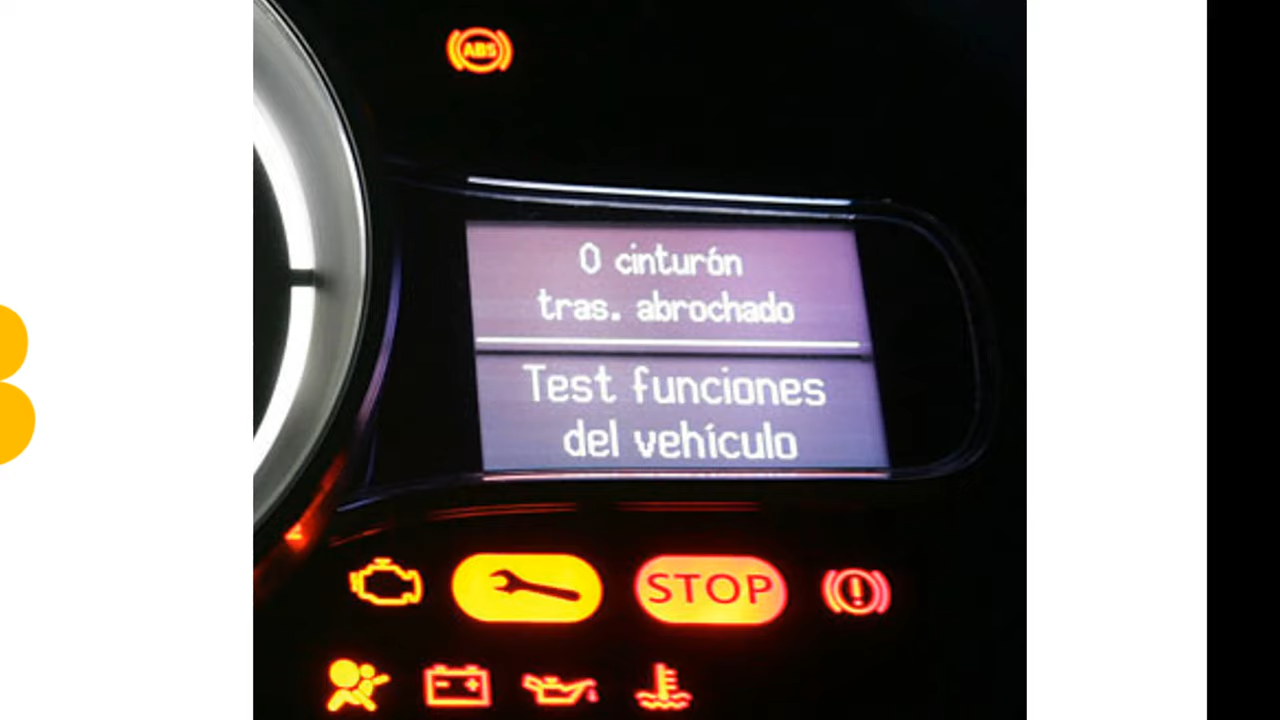 ABS
0 cinturón
tras. abrochado
Test funciones
del vehículo
STOP